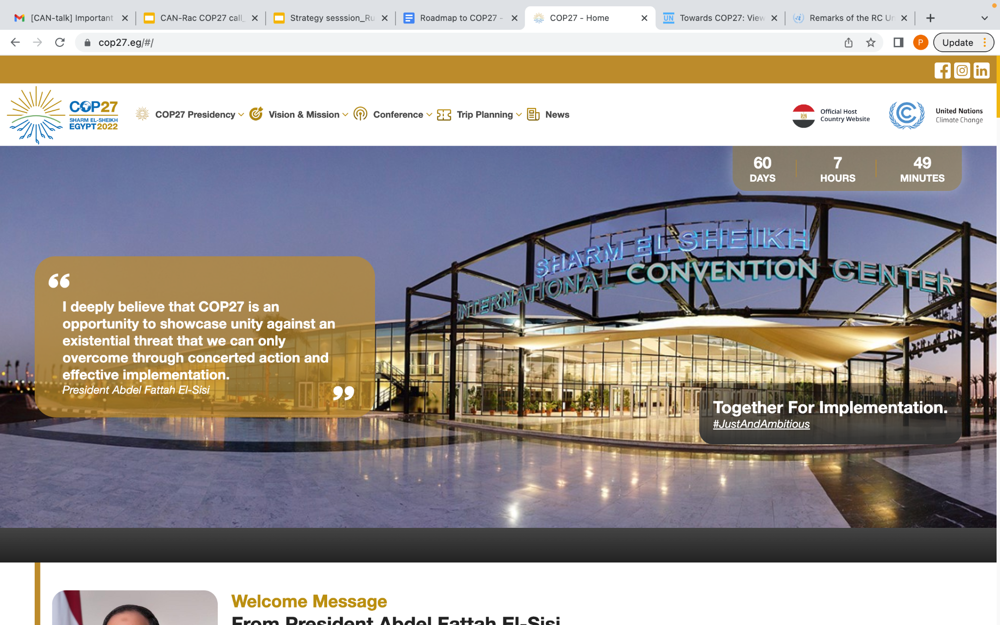 [CAN-talk] Important
CAN-Rac COP27 call_
Strategy sesssion_Ru
Roadmap to COP27 -
COP27 - Home
UN
Towards COP27: View
Remarks of the RC Un
cop27.eg/#/
P
Update
COP27
SHARM EL-SHEIKH
EGYPT2022
COP27 Presidency
Vision & Mission
Conference
Trip Planning
News
Official Host
Country Website
United Nations
Climate Change
60
DAYS
7
HOURS
49
MINUTES
SHARM EL SHEIKH
INTERNATIONAL CONVENTION CENTER
“
I deeply believe that COP27 is an
opportunity to showcase unity against an
existential threat that we can only
overcome through concerted action and
effective implementation.
President Abdel Fattah El-Sisi
”
Together For Implementation.
#JustAndAmbitious
Welcome Message
From President Abdel Fattah El-Sisi